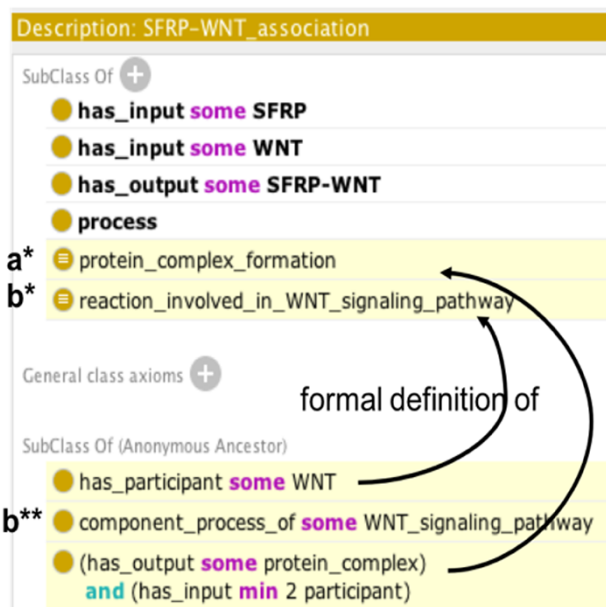 Description: SFRP-WNT_association
SubClass Of
has_input some SFRP
has_input some WNT
has_output some SFRP-WNT
process
a* protein_complex_formation
b* reaction_involved_in_WNT_signaling_pathway
General class axioms
formal definition of
SubClass Of (Anonymous Ancestor)
has_participant some WNT
b** component_process_of some WNT_signaling_pathway
(has_output some protein_complex)
and (has_input min 2 participant)